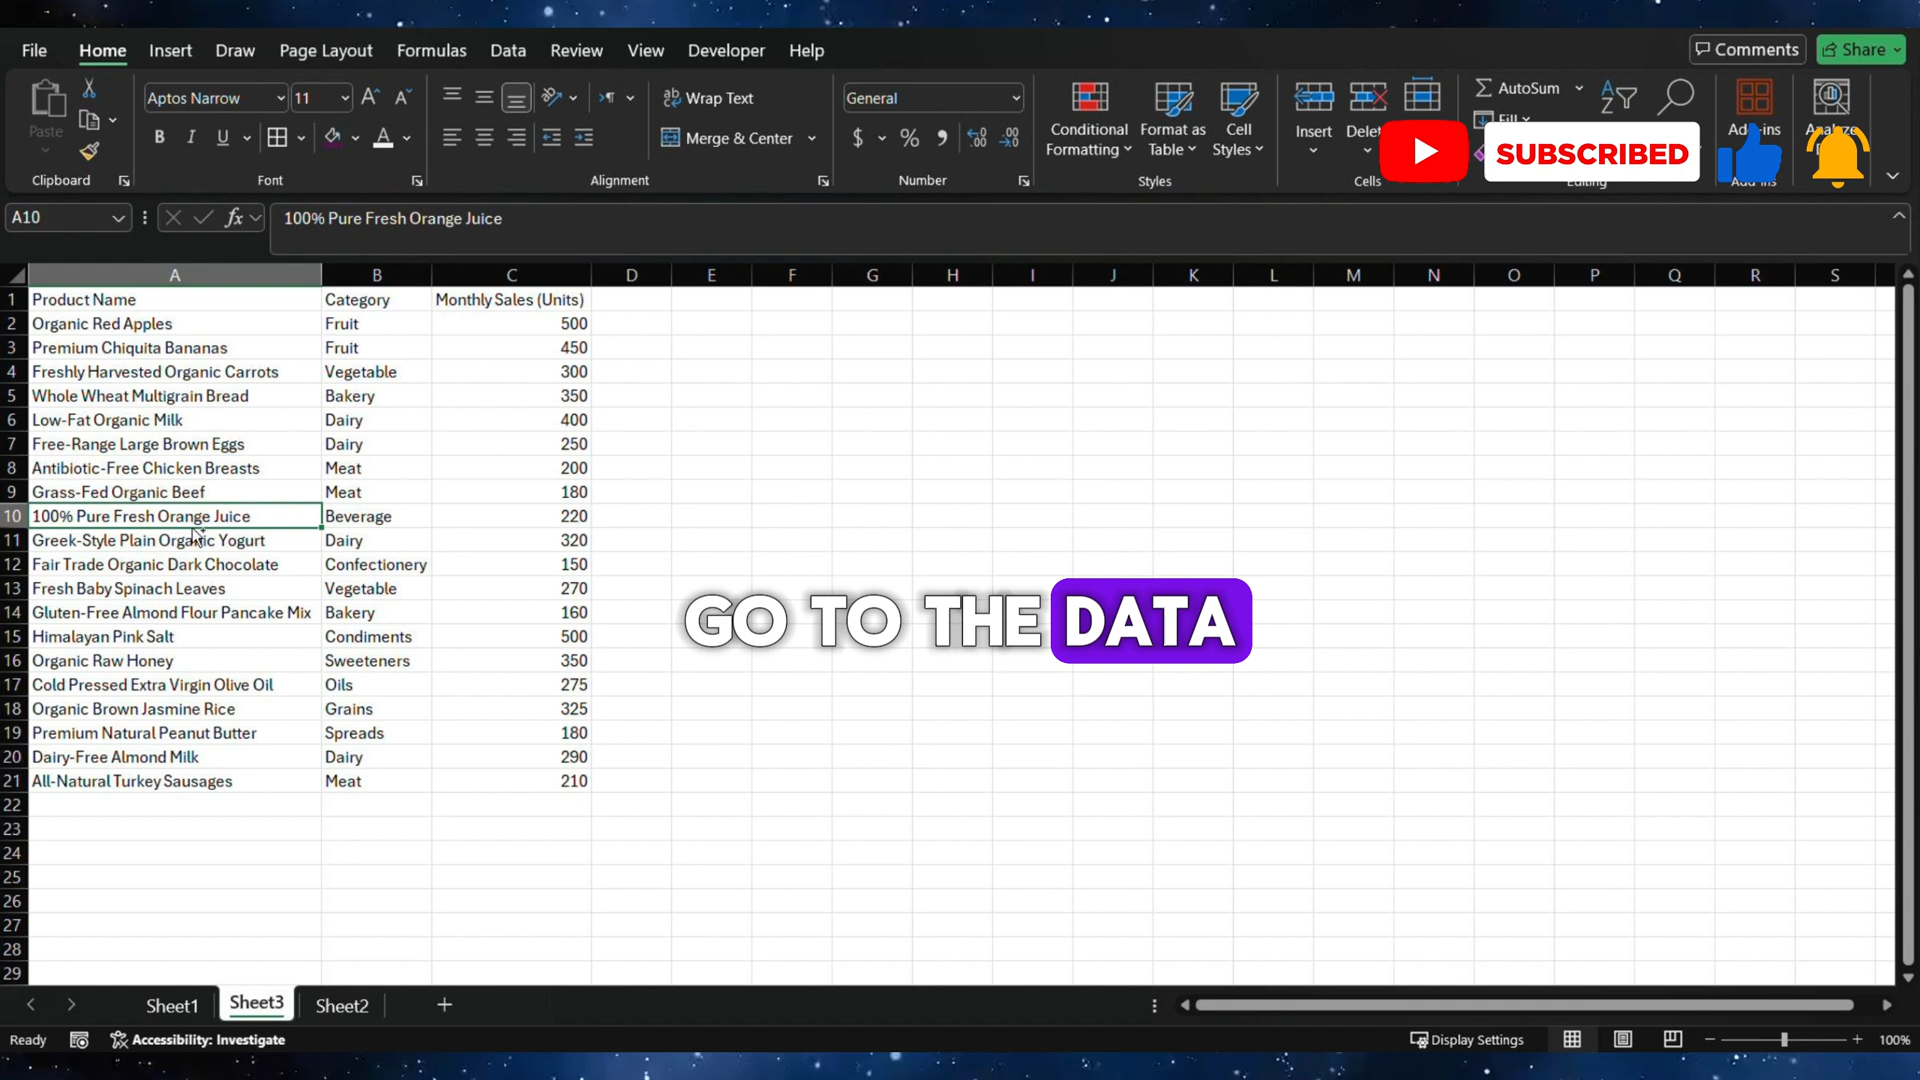 File Home Insert Draw Page Layout Formulas Data Review View Developer Help Comments Share
Aptos Narrow 11 Wrap Text General AutoSum
Paste B I U Merge & Center $ % Conditional Formatting Format as Table Cell Styles Insert Fill Add-ins
SUBSCRIBED
Clipboard Font Alignment Number Styles Cells Editing Add-ins
A10 fx 100% Pure Fresh Orange Juice
A B C D E F G H I J K L M N O P Q R S
1 Product Name Category Monthly Sales (Units)
2 Organic Red Apples Fruit 500
3 Premium Chiquita Bananas Fruit 450
4 Freshly Harvested Organic Carrots Vegetable 300
5 Whole Wheat Multigrain Bread Bakery 350
6 Low-Fat Organic Milk Dairy 400
7 Free-Range Large Brown Eggs Dairy 250
8 Antibiotic-Free Chicken Breasts Meat 200
9 Grass-Fed Organic Beef Meat 180
10 100% Pure Fresh Orange Juice Beverage 220
11 Greek-Style Plain Organic Yogurt Dairy 320
12 Fair Trade Organic Dark Chocolate Confectionery 150
13 Fresh Baby Spinach Leaves Vegetable 270
14 Gluten-Free Almond Flour Pancake Mix Bakery 160
GO TO THE DATA
15 Himalayan Pink Salt Condiments 500
16 Organic Raw Honey Sweeteners 350
17 Cold Pressed Extra Virgin Olive Oil Oils 275
18 Organic Brown Jasmine Rice Grains 325
19 Premium Natural Peanut Butter Spreads 180
20 Dairy-Free Almond Milk Dairy 290
21 All-Natural Turkey Sausages Meat 210
22
23
24
25
26
27
28
29
Sheet1 Sheet3 Sheet2
Ready Accessibility: Investigate Display Settings 100%